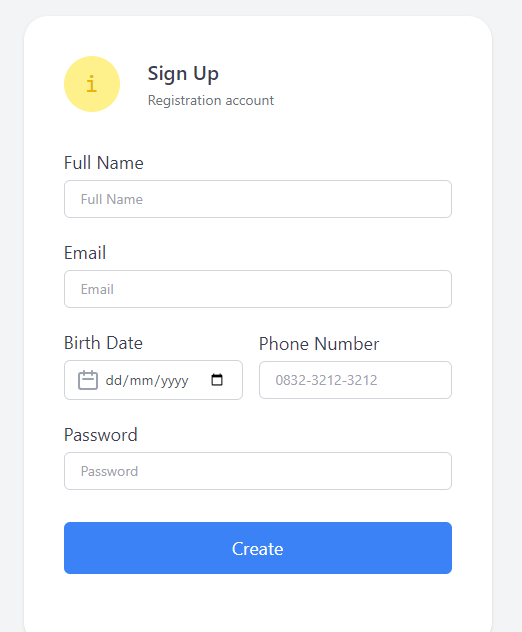 i
Sign Up
Registration account
Full Name
Full Name
Email
Email
Birth Date
Phone Number
dd/mm/yyyy
0832-3212-3212
Password
Password
Create